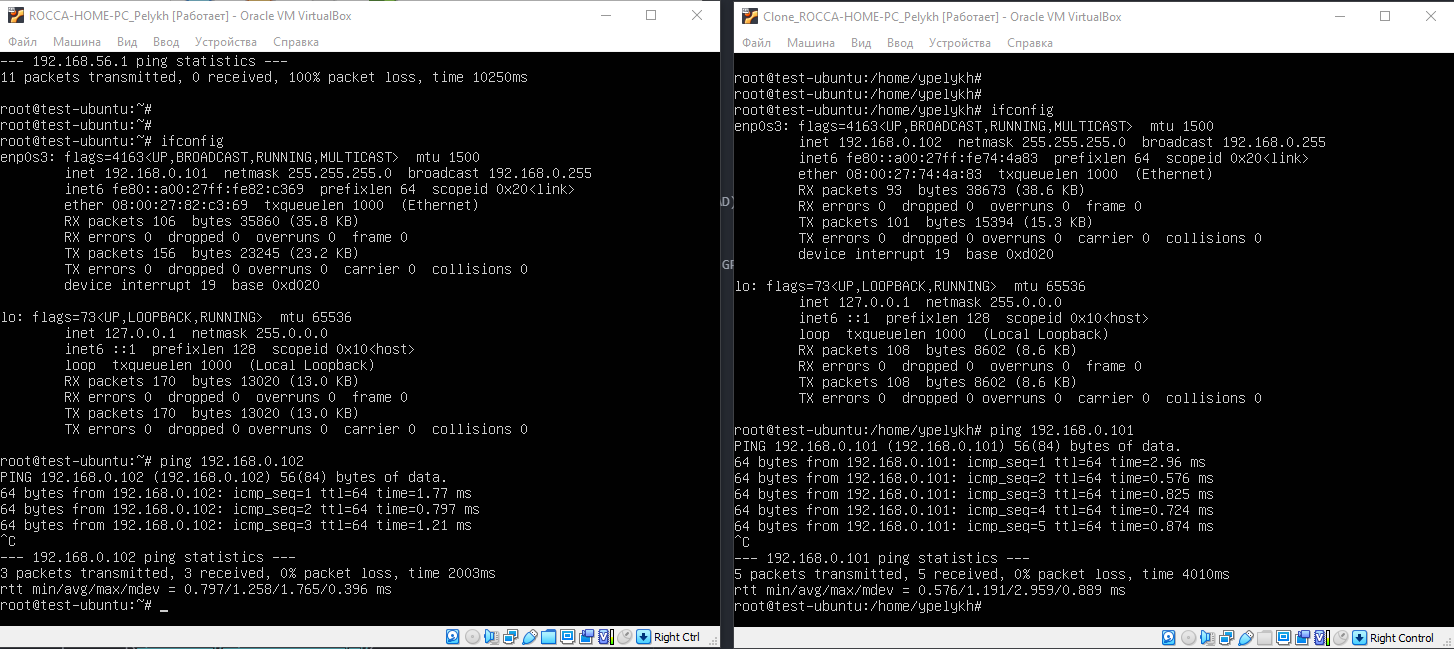 ROCCA-HOME-PC_Pelykh [Работает] - Oracle VM VirtualBox
Файл Машина Вид Ввод Устройства Справка
--- 192.168.56.1 ping statistics ---
11 packets transmitted, 0 received, 100% packet loss, time 10250ms
root@test-ubuntu:~#
root@test-ubuntu:~#
root@test-ubuntu:~# ifconfig
enp0s3: flags=4163<UP,BROADCAST,RUNNING,MULTICAST> mtu 1500
inet 192.168.0.101 netmask 255.255.255.0 broadcast 192.168.0.255
inet6 fe80::a00:27ff:fe82:c369 prefixlen 64 scopeid 0x20<link>
ether 08:00:27:82:c3:69 txqueuelen 1000 (Ethernet)
RX packets 106 bytes 35860 (35.8 KB)
RX errors 0 dropped 0 overruns 0 frame 0
TX packets 156 bytes 23245 (23.2 KB)
TX errors 0 dropped 0 overruns 0 carrier 0 collisions 0
device interrupt 19 base 0xd020
lo: flags=73<UP,LOOPBACK,RUNNING> mtu 65536
inet 127.0.0.1 netmask 255.0.0.0
inet6 ::1 prefixlen 128 scopeid 0x10<host>
loop txqueuelen 1000 (Local Loopback)
RX packets 170 bytes 13020 (13.0 KB)
RX errors 0 dropped 0 overruns 0 frame 0
TX packets 170 bytes 13020 (13.0 KB)
TX errors 0 dropped 0 overruns 0 carrier 0 collisions 0
root@test-ubuntu:~# ping 192.168.0.102
PING 192.168.0.102 (192.168.0.102) 56(84) bytes of data.
64 bytes from 192.168.0.102: icmp_seq=1 ttl=64 time=1.77 ms
64 bytes from 192.168.0.102: icmp_seq=2 ttl=64 time=0.797 ms
64 bytes from 192.168.0.102: icmp_seq=3 ttl=64 time=1.21 ms
^C
--- 192.168.0.102 ping statistics ---
3 packets transmitted, 3 received, 0% packet loss, time 2003ms
rtt min/avg/max/mdev = 0.797/1.258/1.765/0.396 ms
root@test-ubuntu:~# _
Right Ctrl
Clone_ROCCA-HOME-PC_Pelykh [Работает] - Oracle VM VirtualBox
Файл Машина Вид Ввод Устройства Справка
root@test-ubuntu:/home/ypelykh#
root@test-ubuntu:/home/ypelykh#
root@test-ubuntu:/home/ypelykh# ifconfig
enp0s3: flags=4163<UP,BROADCAST,RUNNING,MULTICAST> mtu 1500
inet 192.168.0.102 netmask 255.255.255.0 broadcast 192.168.0.255
inet6 fe80::a00:27ff:fe74:4a83 prefixlen 64 scopeid 0x20<link>
ether 08:00:27:74:4a:83 txqueuelen 1000 (Ethernet)
RX packets 93 bytes 38673 (38.6 KB)
RX errors 0 dropped 0 overruns 0 frame 0
TX packets 101 bytes 15394 (15.3 KB)
TX errors 0 dropped 0 overruns 0 carrier 0 collisions 0
device interrupt 19 base 0xd020
lo: flags=73<UP,LOOPBACK,RUNNING> mtu 65536
inet 127.0.0.1 netmask 255.0.0.0
inet6 ::1 prefixlen 128 scopeid 0x10<host>
loop txqueuelen 1000 (Local Loopback)
RX packets 108 bytes 8602 (8.6 KB)
RX errors 0 dropped 0 overruns 0 frame 0
TX packets 108 bytes 8602 (8.6 KB)
TX errors 0 dropped 0 overruns 0 carrier 0 collisions 0
root@test-ubuntu:/home/ypelykh# ping 192.168.0.101
PING 192.168.0.101 (192.168.0.101) 56(84) bytes of data.
64 bytes from 192.168.0.101: icmp_seq=1 ttl=64 time=2.96 ms
64 bytes from 192.168.0.101: icmp_seq=2 ttl=64 time=0.576 ms
64 bytes from 192.168.0.101: icmp_seq=3 ttl=64 time=0.825 ms
64 bytes from 192.168.0.101: icmp_seq=4 ttl=64 time=0.724 ms
64 bytes from 192.168.0.101: icmp_seq=5 ttl=64 time=0.874 ms
^C
--- 192.168.0.101 ping statistics ---
5 packets transmitted, 5 received, 0% packet loss, time 4010ms
rtt min/avg/max/mdev = 0.576/1.191/2.959/0.889 ms
root@test-ubuntu:/home/ypelykh#
Right Control